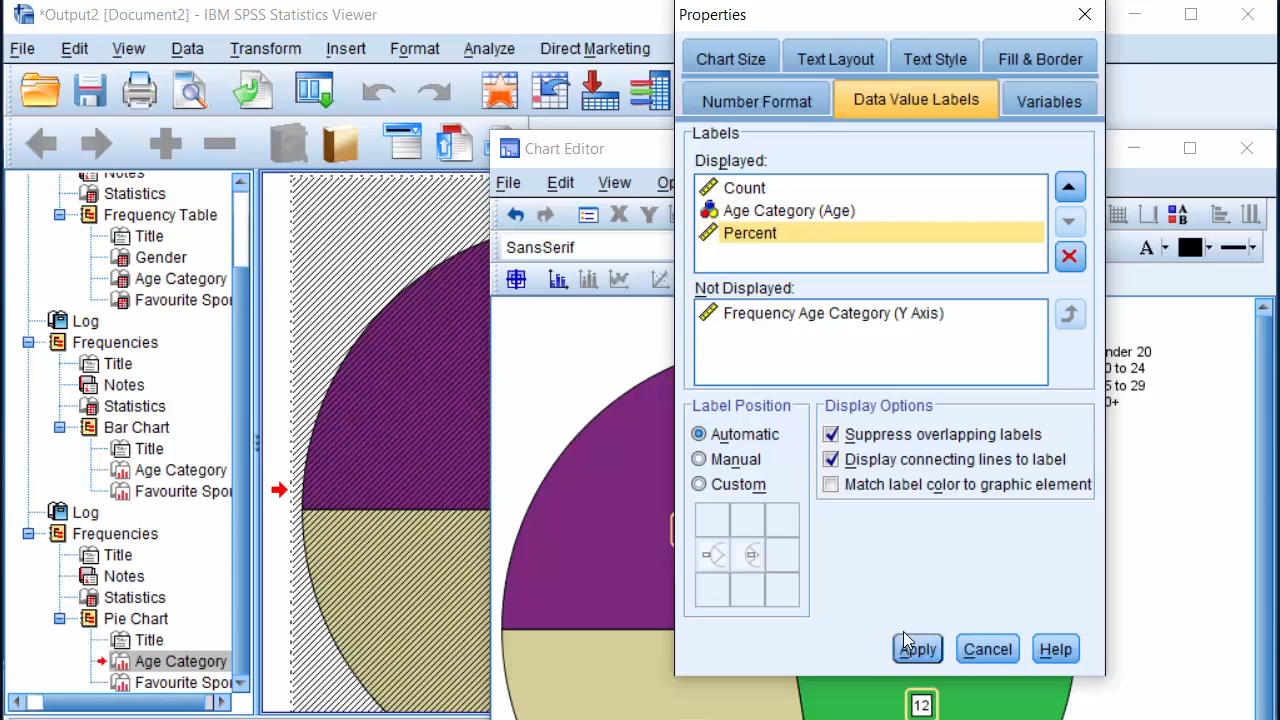 *Output2 [Document2] - IBM SPSS Statistics Viewer
File Edit View Data Transform Insert Format Analyze Direct Marketing
Notes
Statistics
Frequency Table
Title
Gender
Age Category
Favourite Spor
Log
Frequencies
Title
Notes
Statistics
Bar Chart
Title
Age Category
Favourite Spor
Log
Frequencies
Title
Notes
Statistics
Pie Chart
Title
Age Category
Favourite Spor
Chart Editor
File Edit View Op
X Y
SansSerif
A
nder 20
0 to 24
5 to 29
0+
12
Properties
Chart Size Text Layout Text Style Fill & Border
Number Format Data Value Labels Variables
Labels
Displayed:
Count
Age Category (Age)
Percent
Not Displayed:
Frequency Age Category (Y Axis)
Label Position
Automatic
Manual
Custom
Display Options
Suppress overlapping labels
Display connecting lines to label
Match label color to graphic element
Apply Cancel Help